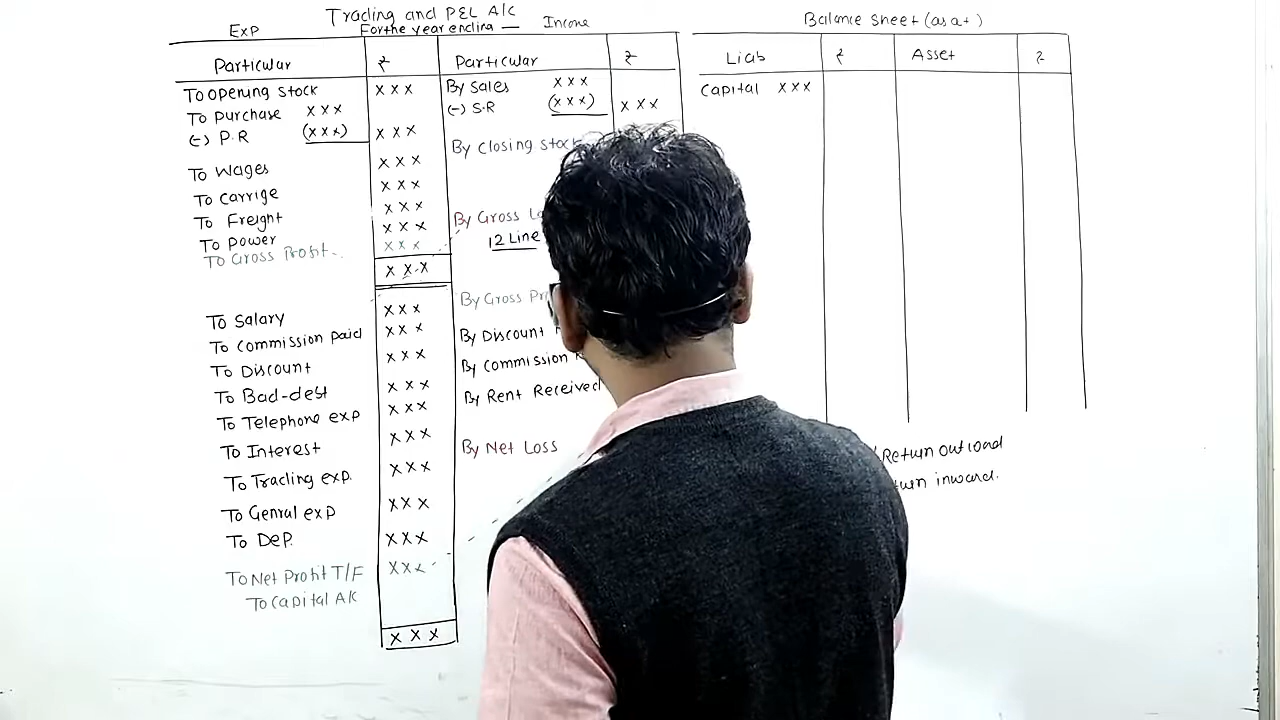 Trading and P&L A/c
Exp For the year ending — Income
Particular ₹ Particular ₹
To opening stock x x x By Sales x x x
To purchase x x x (-) S.R (x x x) x x x
(-) P.R (x x x) x x x
By closing stock
To wages x x x
To carrige x x x
To Freight x x x By Gross
To power x x x 12 Line
To Gross Profit x x x
x x x
By Gross
To Salary x x x
To commission paid x x x By Discount
To Discount x x x By commission
To Bad-dest x x x By Rent Received
To Telephone exp x x x
To Interest x x x By Net Loss
To Trading exp. x x x
To Genral exp x x x
To Dep. x x x
To Net Profit T/F x x x
To capital A/c
x x x
Balance Sheet (as at)
Liab ₹ Asset ₹
Capital x x x
Return outward
inward.